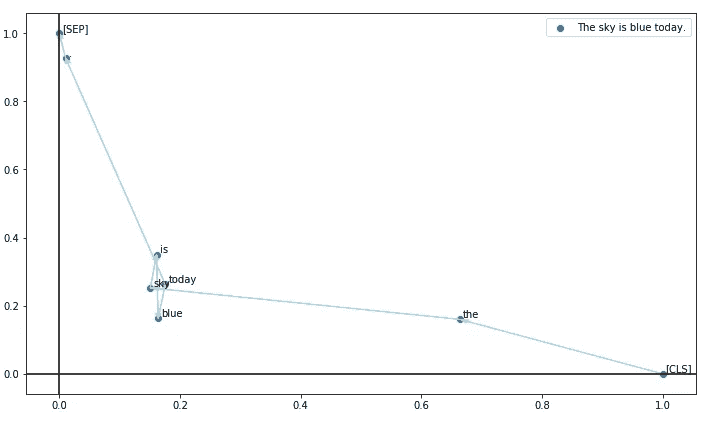 The sky is blue today.
1.0
0.8
0.6
0.4
0.2
0.0
[SEP]
.
is
sky
today
blue
the
[CLS]
0.0 0.2 0.4 0.6 0.8 1.0